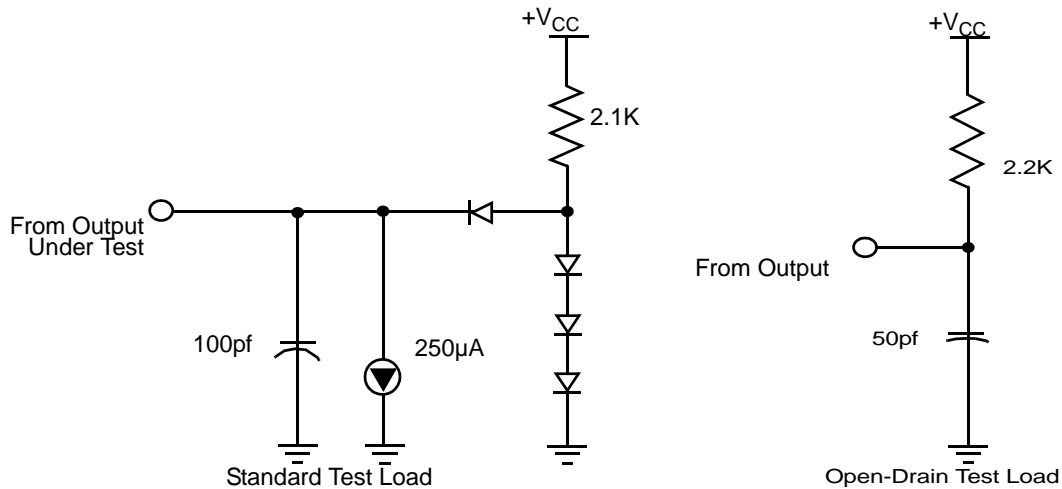 +VCC
2.1K
From Output
Under Test
100pf
250µA
Standard Test Load
+VCC
2.2K
From Output
50pf
Open-Drain Test Load